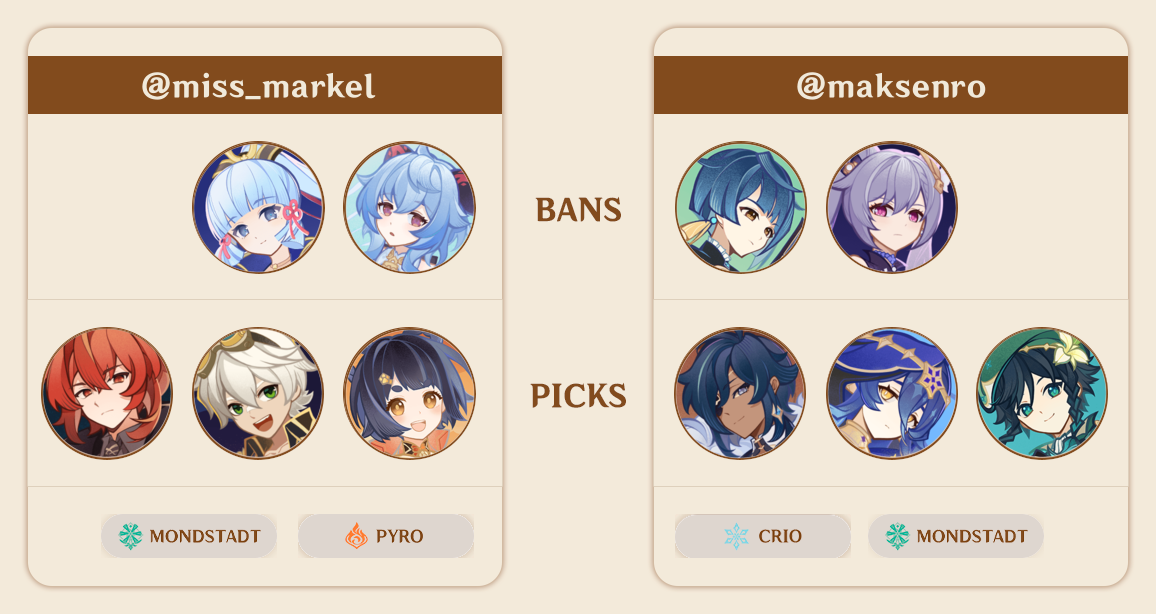 @miss_markel
@maksenro
BANS
PICKS
MONDSTADT
PYRO
CRIO
MONDSTADT